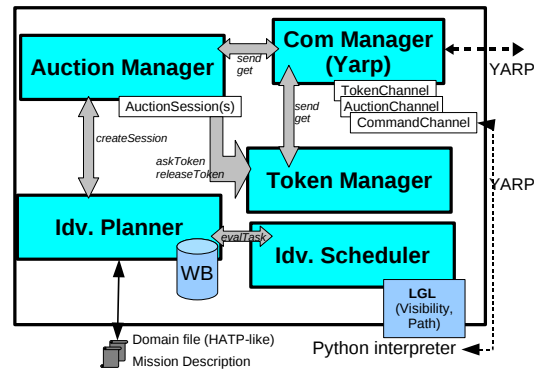 Auction Manager
send
get
Com Manager
(Yarp)
YARP
TokenChannel
AuctionChannel
CommandChannel
AuctionSession(s)
createSession
send
get
askToken
releaseToken
Token Manager
YARP
Idv. Planner
WB
evalTask
Idv. Scheduler
LGL
(Visibility,
Path)
Domain file (HATP-like)
Mission Description
Python interpreter